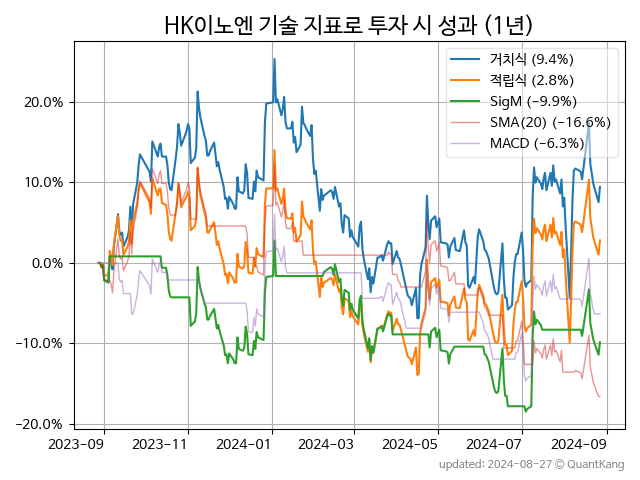 HK이노엔 기술 지표로 투자 시 성과 (1년)
거치식 (9.4%)
적립식 (2.8%)
SigM (−9.9%)
SMA(20) (−16.6%)
MACD (−6.3%)
20.0%
10.0%
0.0%
−10.0%
−20.0%
2023-09 2023-11 2024-01 2024-03 2024-05 2024-07 2024-09
updated: 2024-08-27 © QuantKang